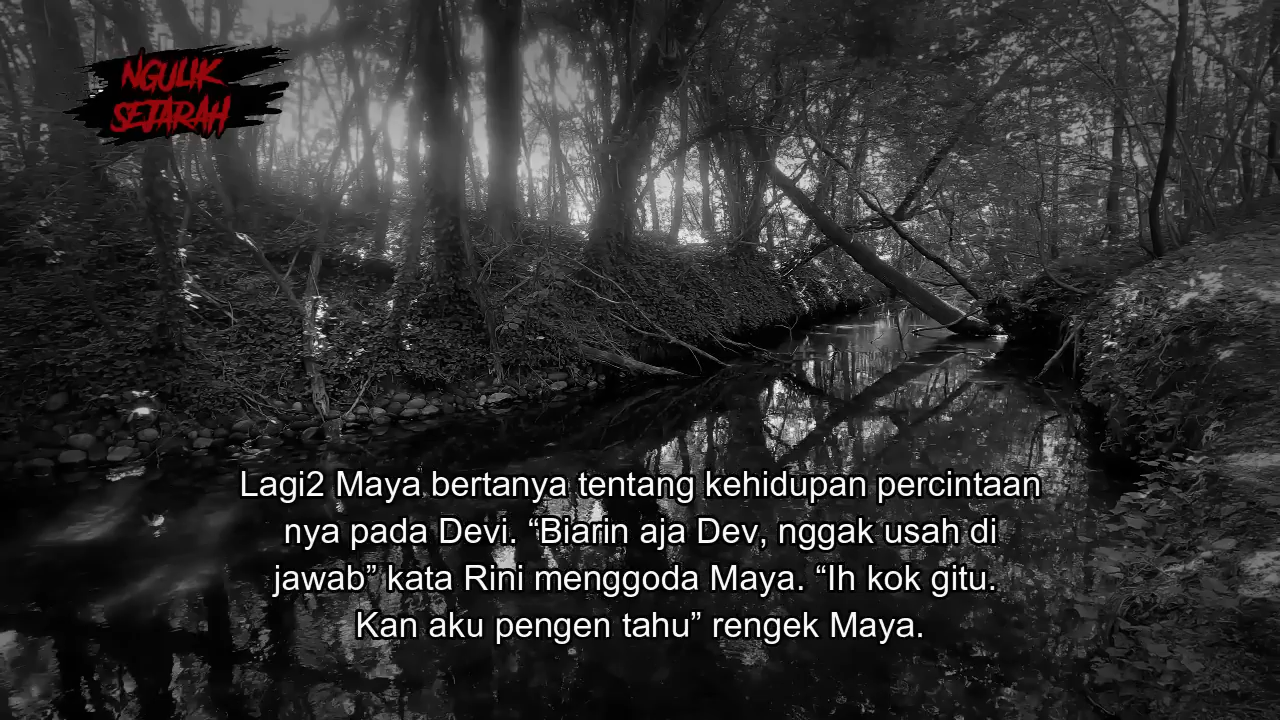 NGULIK
SEJARAH
Lagi2 Maya bertanya tentang kehidupan percintaan
nya pada Devi. “Biarin aja Dev, nggak usah di
jawab” kata Rini menggoda Maya. “Ih kok gitu.
Kan aku pengen tahu” rengek Maya.